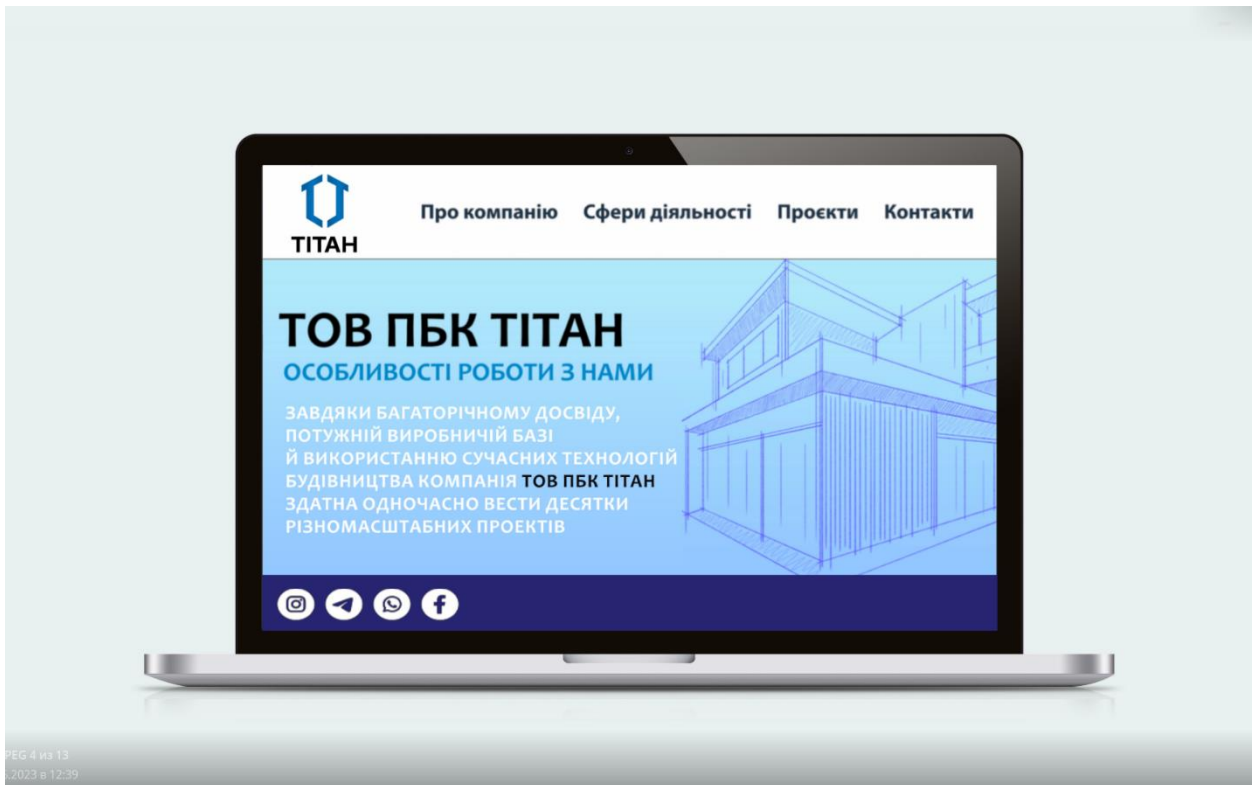 ТІТАН
Про компанію Сфери діяльності Проєкти Контакти
ТОВ ПБК ТІТАН
ОСОБЛИВОСТІ РОБОТИ З НАМИ
ЗАВДЯКИ БАГАТОРІЧНОМУ ДОСВІДУ,
ПОТУЖНІЙ ВИРОБНИЧІЙ БАЗІ
Й ВИКОРИСТАННЮ СУЧАСНИХ ТЕХНОЛОГІЙ
БУДІВНИЦТВА КОМПАНІЯ ТОВ ПБК ТІТАН
ЗДАТНА ОДНОЧАСНО ВЕСТИ ДЕСЯТКИ
РІЗНОМАСШТАБНИХ ПРОЕКТІВ
PEG 4 из 13
.2023 в 12:39